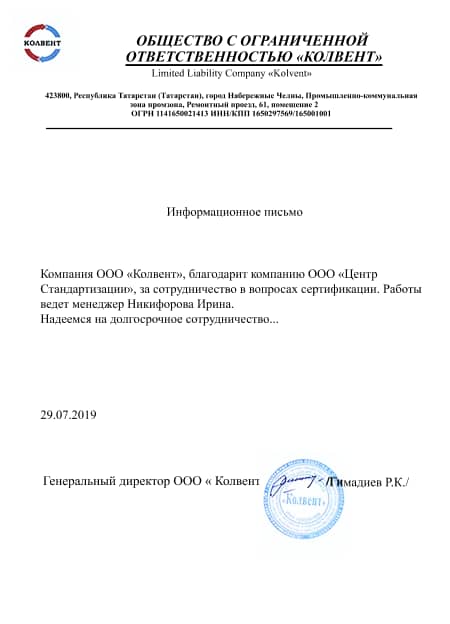 КОЛВЕНТ
ОБЩЕСТВО С ОГРАНИЧЕННОЙ
ОТВЕТСТВЕННОСТЬЮ «КОЛВЕНТ»
Limited Liability Company «Kolvent»
423800, Республика Татарстан (Татарстан), город Набережные Челны, Промышленно-коммунальная
зона промзона, Ремонтный проезд, 61, помещение 2
ОГРН 1141650021413 ИНН/КПП 1650297569/165001001
Информационное письмо
Компания ООО «Колвент», благодарит компанию ООО «Центр
Стандартизации», за сотрудничество в вопросах сертификации. Работы
ведет менеджер Никифорова Ирина.
Надеемся на долгосрочное сотрудничество...
29.07.2019
Генеральный директор ООО « Колвент /Гимадиев Р.К./
«Колвент»